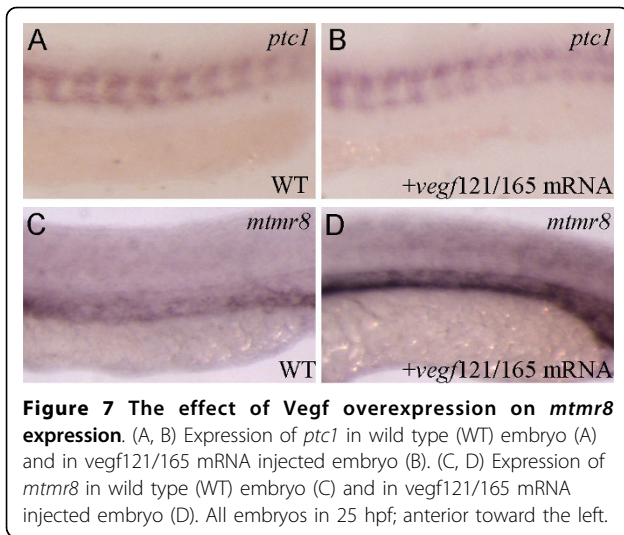 A ptc1
B ptc1
WT
+vegf121/165 mRNA
C mtmr8
D mtmr8
WT
+vegf121/165 mRNA
Figure 7 The effect of Vegf overexpression on mtmr8
expression. (A, B) Expression of ptc1 in wild type (WT) embryo (A)
and in vegf121/165 mRNA injected embryo (B). (C, D) Expression of
mtmr8 in wild type (WT) embryo (C) and in vegf121/165 mRNA
injected embryo (D). All embryos in 25 hpf; anterior toward the left.